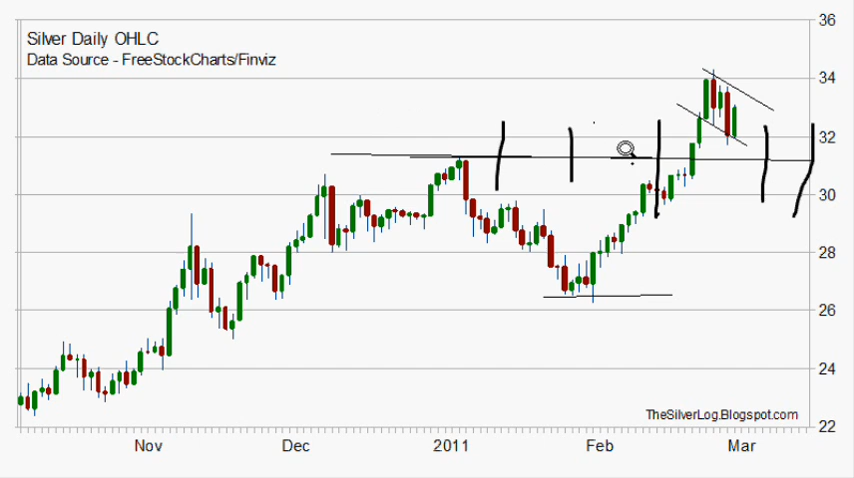 Silver Daily OHLC
Data Source - FreeStockCharts/Finviz
36
34
32
30
28
26
24
22
TheSilverLog.Blogspot.com
Nov Dec 2011 Feb Mar